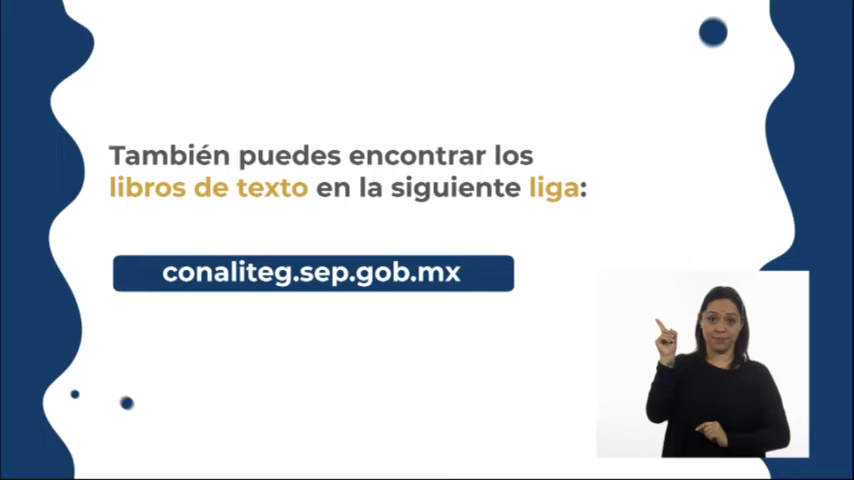 También puedes encontrar los
libros de texto en la siguiente liga:
conaliteg.sep.gob.mx